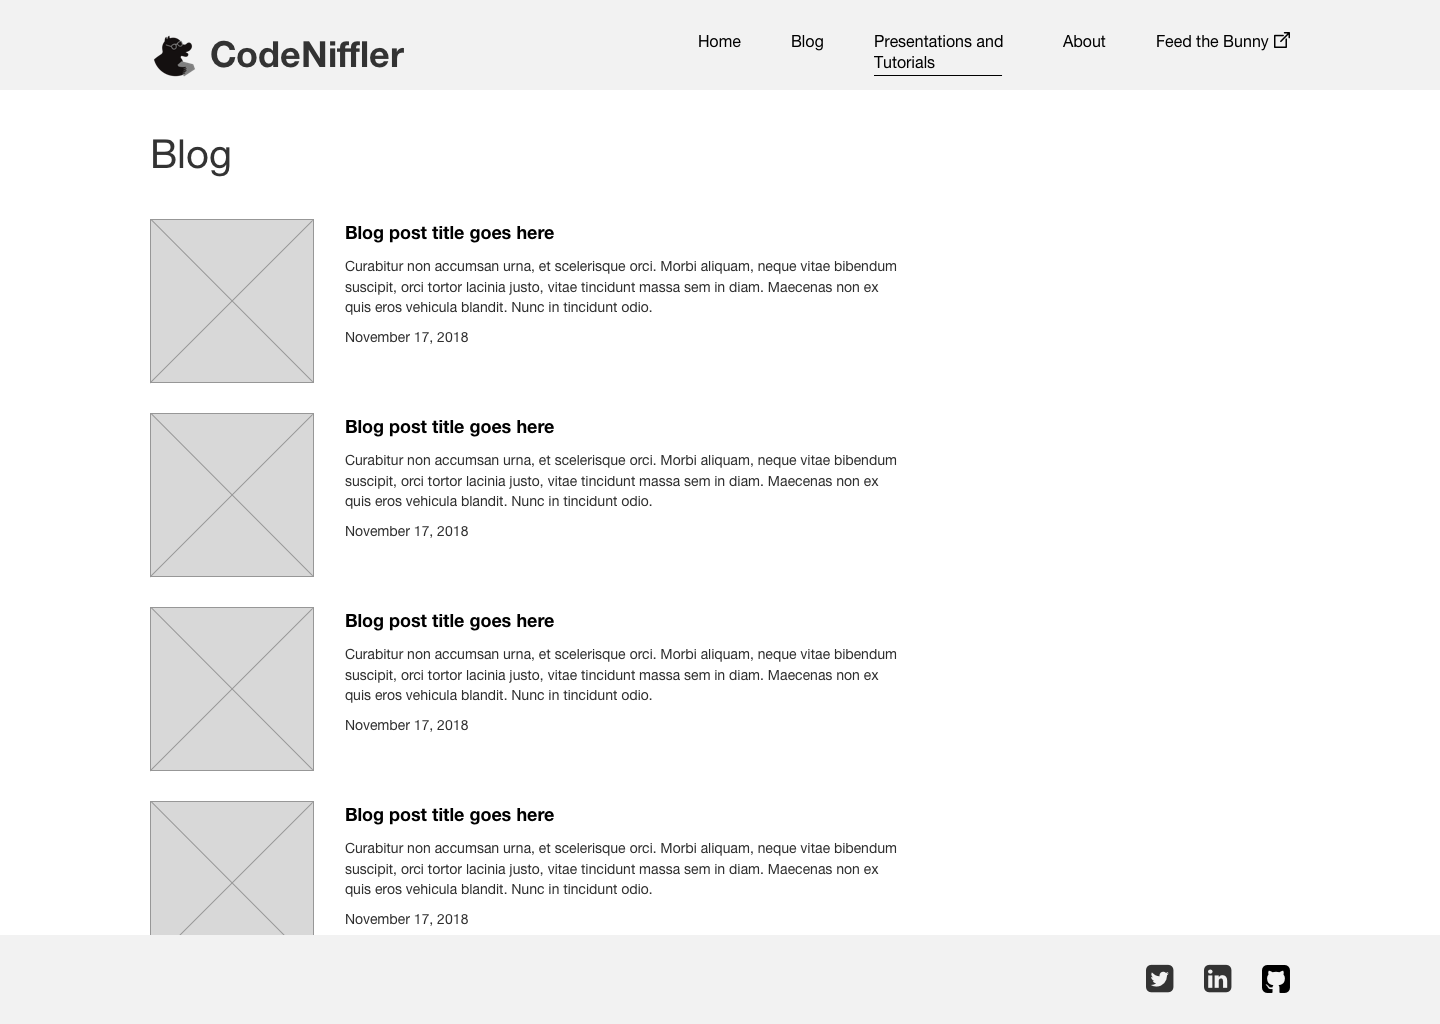 CodeNiffler
Home
Blog
Presentations and
Tutorials
About
Feed the Bunny
Blog
Blog post title goes here
Curabitur non accumsan urna, et scelerisque orci. Morbi aliquam, neque vitae bibendum
suscipit, orci tortor lacinia justo, vitae tincidunt massa sem in diam. Maecenas non ex
quis eros vehicula blandit. Nunc in tincidunt odio.
November 17, 2018
Blog post title goes here
Curabitur non accumsan urna, et scelerisque orci. Morbi aliquam, neque vitae bibendum
suscipit, orci tortor lacinia justo, vitae tincidunt massa sem in diam. Maecenas non ex
quis eros vehicula blandit. Nunc in tincidunt odio.
November 17, 2018
Blog post title goes here
Curabitur non accumsan urna, et scelerisque orci. Morbi aliquam, neque vitae bibendum
suscipit, orci tortor lacinia justo, vitae tincidunt massa sem in diam. Maecenas non ex
quis eros vehicula blandit. Nunc in tincidunt odio.
November 17, 2018
Blog post title goes here
Curabitur non accumsan urna, et scelerisque orci. Morbi aliquam, neque vitae bibendum
suscipit, orci tortor lacinia justo, vitae tincidunt massa sem in diam. Maecenas non ex
quis eros vehicula blandit. Nunc in tincidunt odio.
November 17, 2018
in